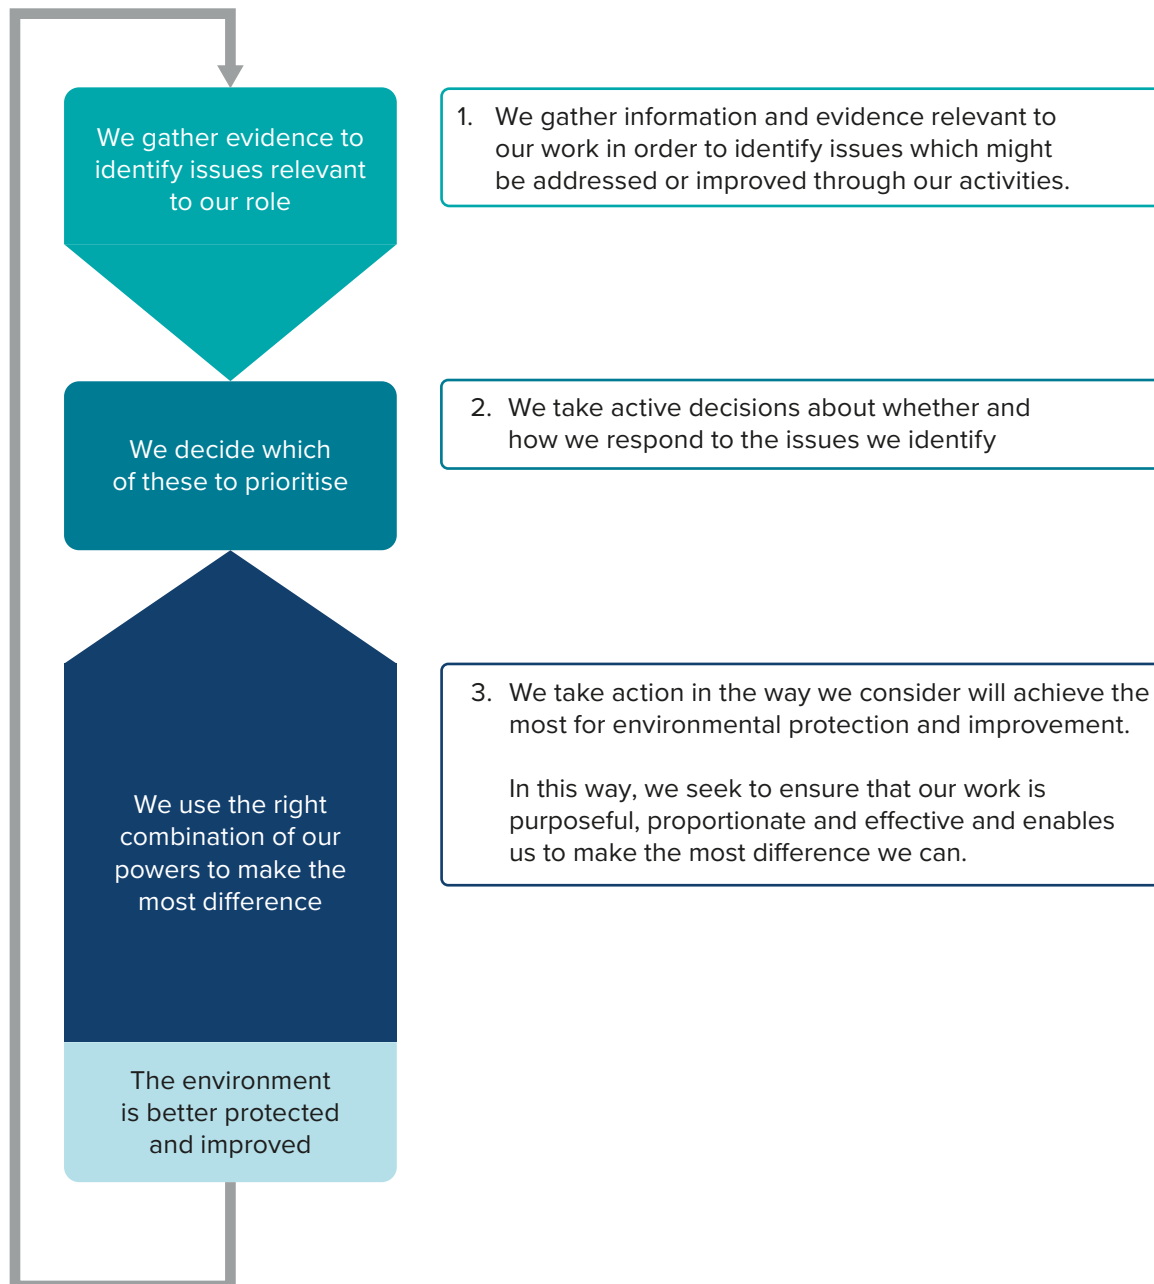 We gather evidence to
identify issues relevant
to our role
1. We gather information and evidence relevant to
our work in order to identify issues which might
be addressed or improved through our activities.
We decide which
of these to prioritise
2. We take active decisions about whether and
how we respond to the issues we identify
We use the right
combination of our
powers to make the
most difference
3. We take action in the way we consider will achieve the
most for environmental protection and improvement.
In this way, we seek to ensure that our work is
purposeful, proportionate and effective and enables
us to make the most difference we can.
The environment
is better protected
and improved